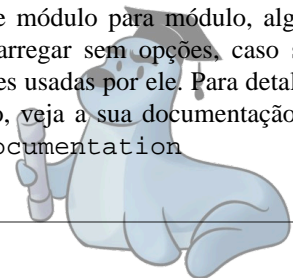 e módulo para módulo, alg
arregar sem opções, caso s
es usadas por ele. Para detal
o, veja a sua documentação
ocumentation